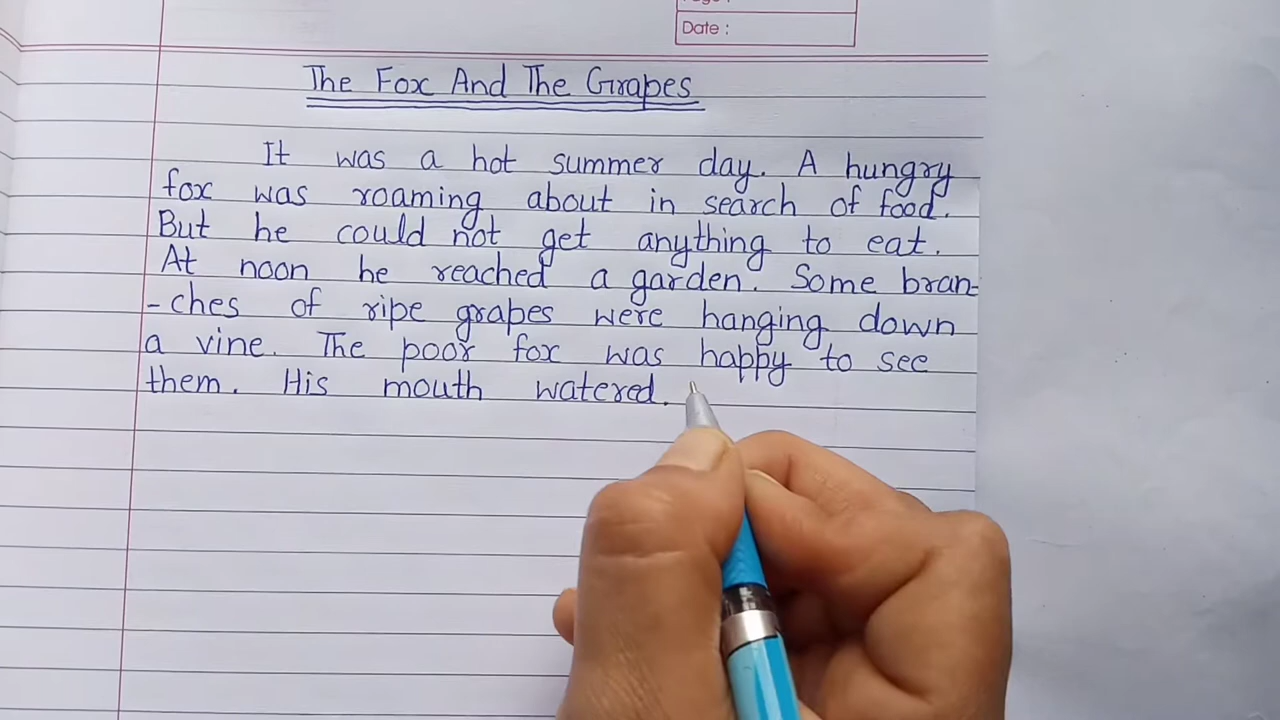 Date :
The Fox And The Grapes
It was a hot summer day. A hungry
fox was roaming about in search of food.
But he could not get anything to eat.
At noon he reached a garden. Some bran-
-ches of ripe grapes were hanging down
a vine. The poor fox was happy to see
them. His mouth watered.